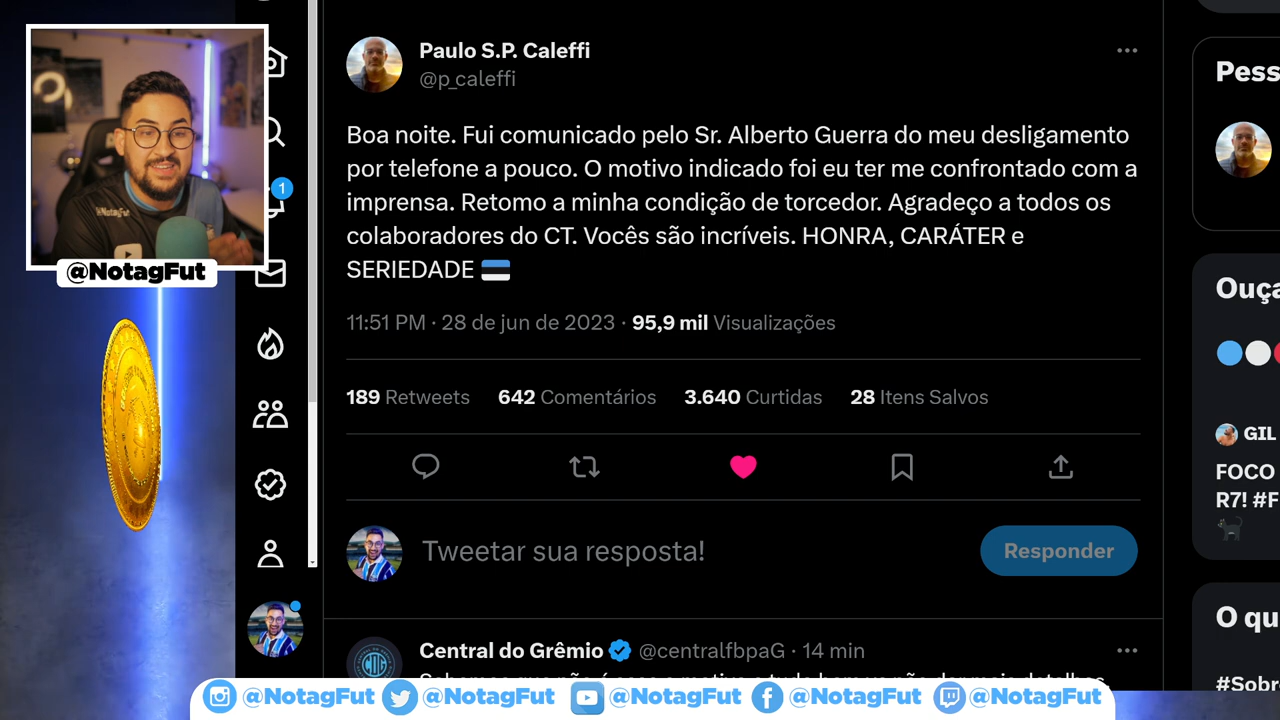 Paulo S.P. Caleffi
@p_caleffi
Boa noite. Fui comunicado pelo Sr. Alberto Guerra do meu desligamento
por telefone a pouco. O motivo indicado foi eu ter me confrontado com a
imprensa. Retomo a minha condição de torcedor. Agradeço a todos os
colaboradores do CT. Vocês são incríveis. HONRA, CARÁTER e
SERIEDADE
11:51 PM · 28 de jun de 2023 · 95,9 mil Visualizações
189 Retweets 642 Comentários 3.640 Curtidas 28 Itens Salvos
Tweetar sua resposta!
Responder
Central do Grêmio @centralfbpaG · 14 min
1
@NotagFut
Pess
Ouça
GIL
FOCO
R7! #F
O qu
#Sobr
@NotagFut @NotagFut @NotagFut @NotagFut @NotagFut